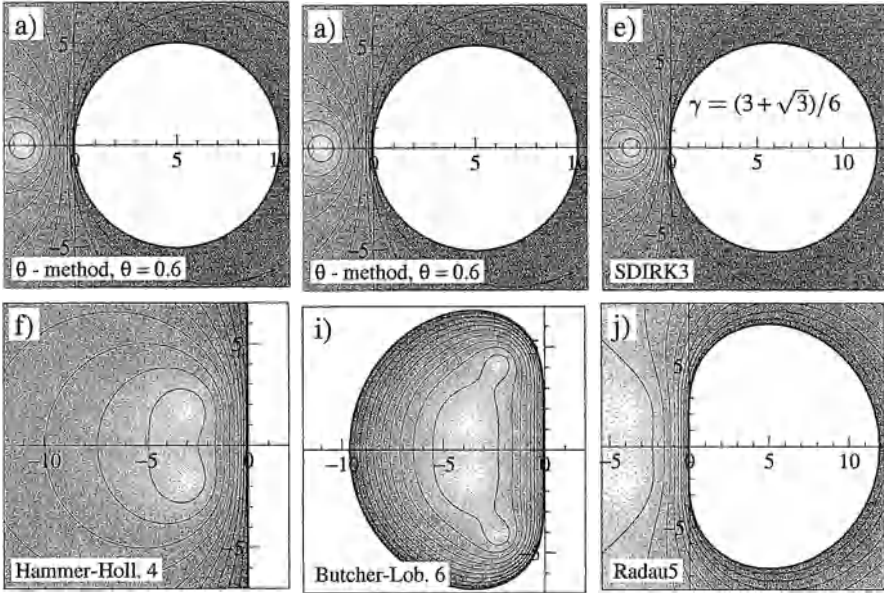 a)
5
0
5
10
-5
θ - method, θ = 0.6
a)
5
0
5
10
-5
θ - method, θ = 0.6
e)
5
γ = (3+√3)/6
0
5
10
-5
SDIRK3
f)
5
-10
-5
0
-5
Hammer-Holl. 4
i)
5
-10
-5
0
-5
Butcher-Lob. 6
j)
5
-5
0
5
10
-5
Radau5